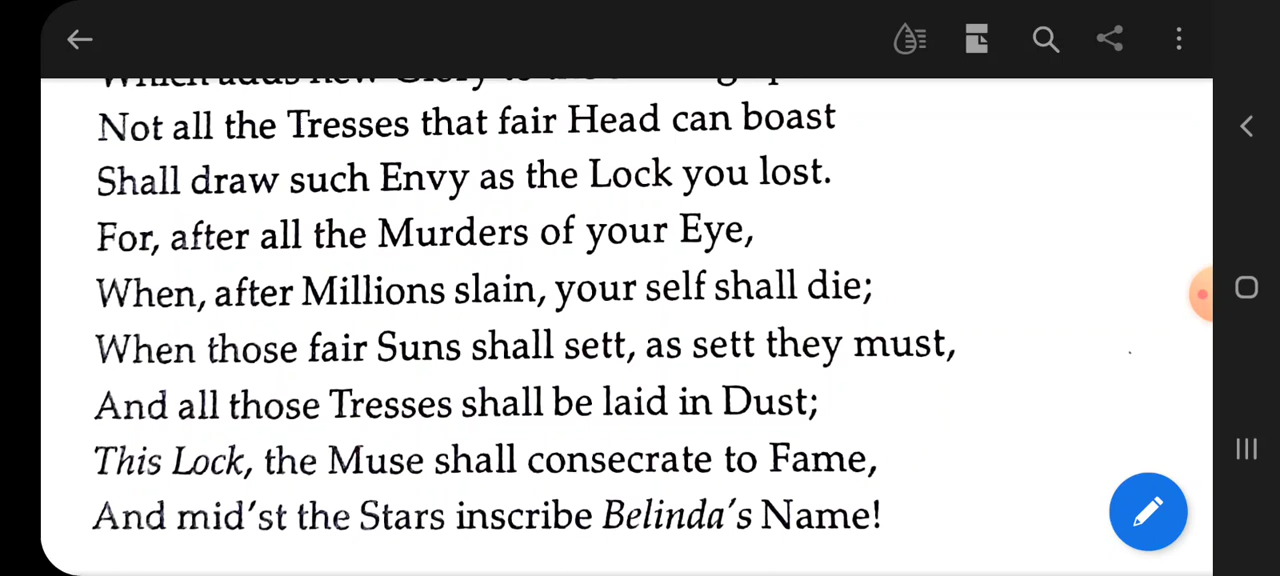 Not all the Tresses that fair Head can boast
Shall draw such Envy as the Lock you lost.
For, after all the Murders of your Eye,
When, after Millions slain, your self shall die;
When those fair Suns shall sett, as sett they must,
And all those Tresses shall be laid in Dust;
This Lock, the Muse shall consecrate to Fame,
And mid'st the Stars inscribe Belinda's Name!